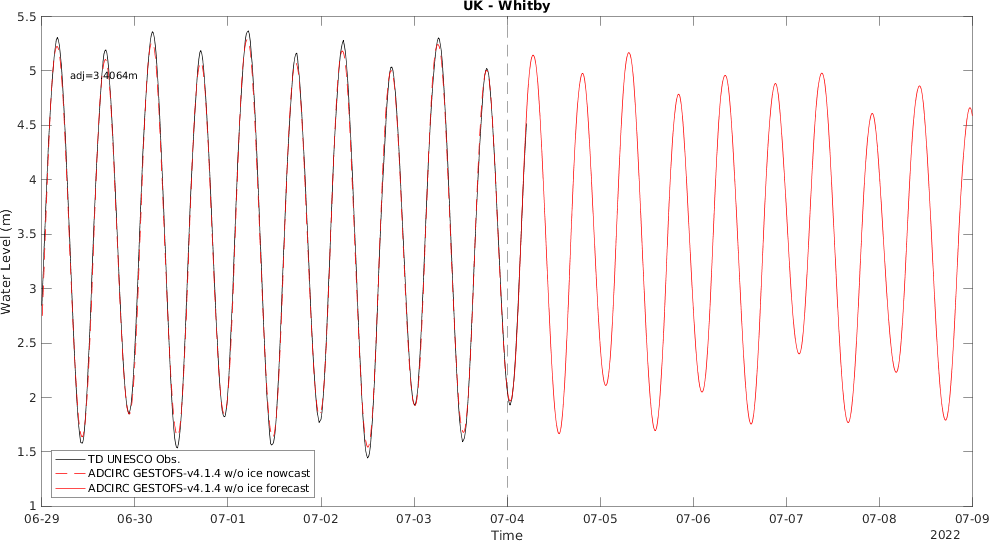 UK - Whitby
5.5
5
4.5
4
3.5
3
2.5
2
1.5
1
Water Level (m)
adj=3.4064m
TD UNESCO Obs.
ADCIRC GESTOFS-v4.1.4 w/o ice nowcast
ADCIRC GESTOFS-v4.1.4 w/o ice forecast
06-29 06-30 07-01 07-02 07-03 07-04 07-05 07-06 07-07 07-08 07-09
Time
2022